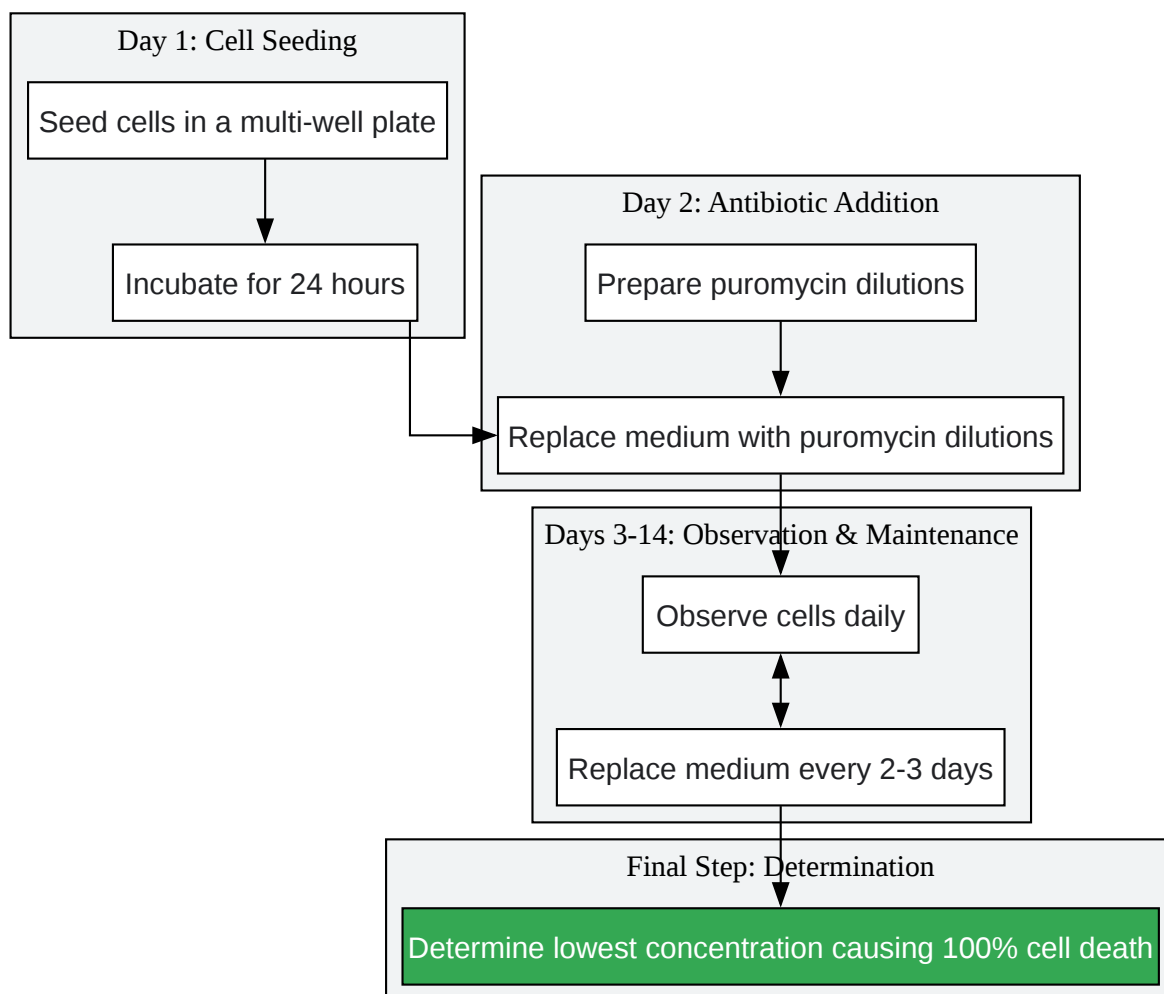 Day 1: Cell Seeding
Seed cells in a multi-well plate
Incubate for 24 hours
Day 2: Antibiotic Addition
Prepare puromycin dilutions
Replace medium with puromycin dilutions
Days 3-14: Observation & Maintenance
Observe cells daily
Replace medium every 2-3 days
Final Step: Determination
Determine lowest concentration causing 100% cell death